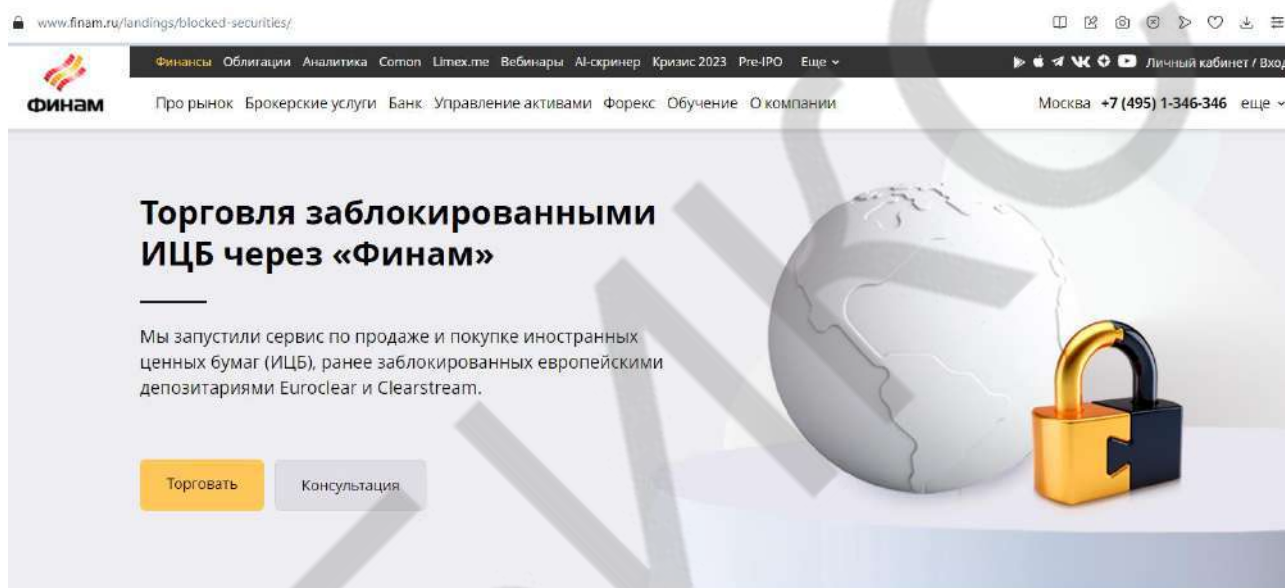 www.finam.ru/landings/blocked-securities/
Финансы Облигации Аналитика Comon Limex.me Вебинары AI-скринер Кризис 2023 Pre-IPO Еще
Личный кабинет / Вход
ФИНАМ
Про рынок Брокерские услуги Банк Управление активами Форекс Обучение О компании
Москва +7 (495) 1-346-346 еще
Торговля заблокированными
ИЦБ через «Финам»
Мы запустили сервис по продаже и покупке иностранных
ценных бумаг (ИЦБ), ранее заблокированных европейскими
депозитариями Euroclear и Clearstream.
Торговать
Консультация